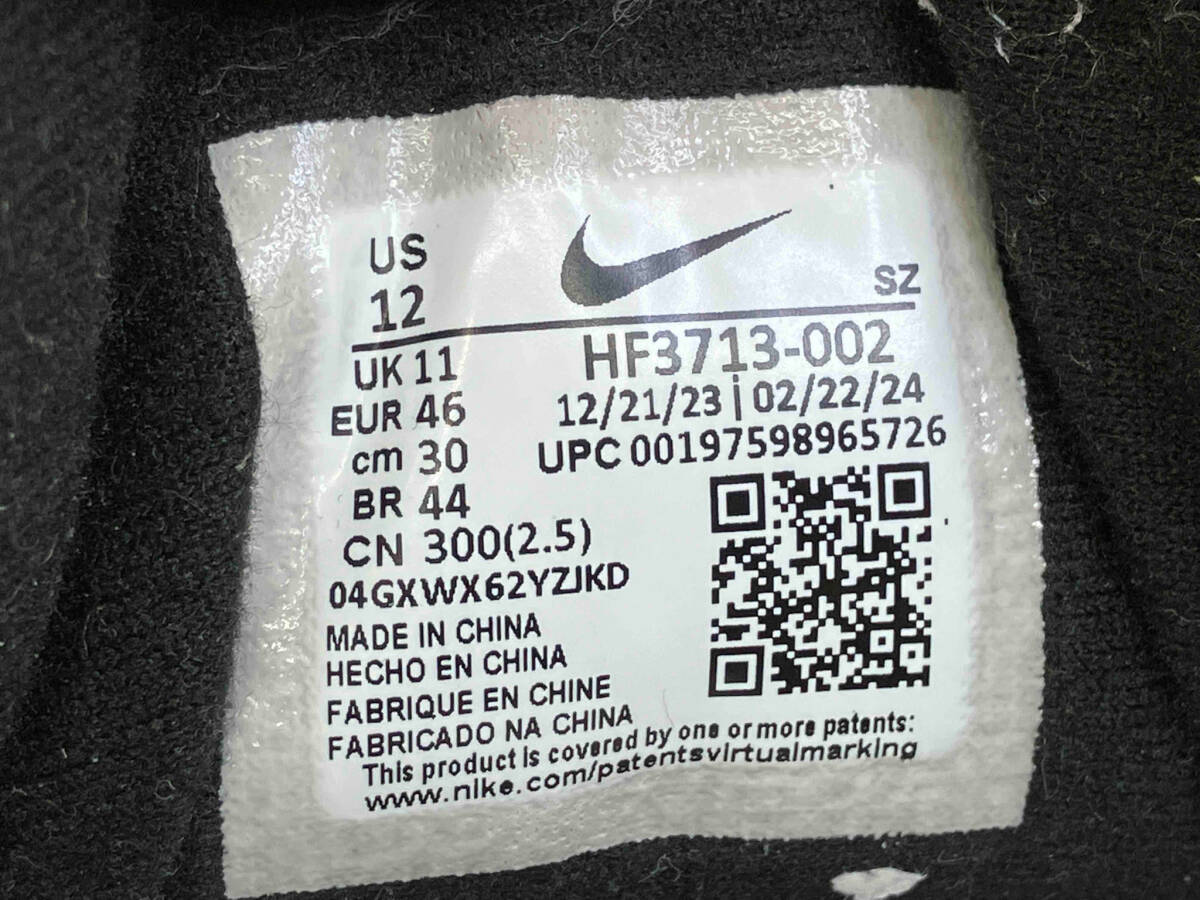 US
12
SZ
UK 11
HF3713-002
EUR 46
12/21/23 | 02/22/24
cm 30
UPC 00197598965726
BR 44
CN 300(2.5)
04GXWX62YZJKD
MADE IN CHINA
HECHO EN CHINA
FABRIQUE EN CHINE
FABRICADO NA CHINA
This product is covered by one or more patents:
www.nike.com/patentsvirtualmarking